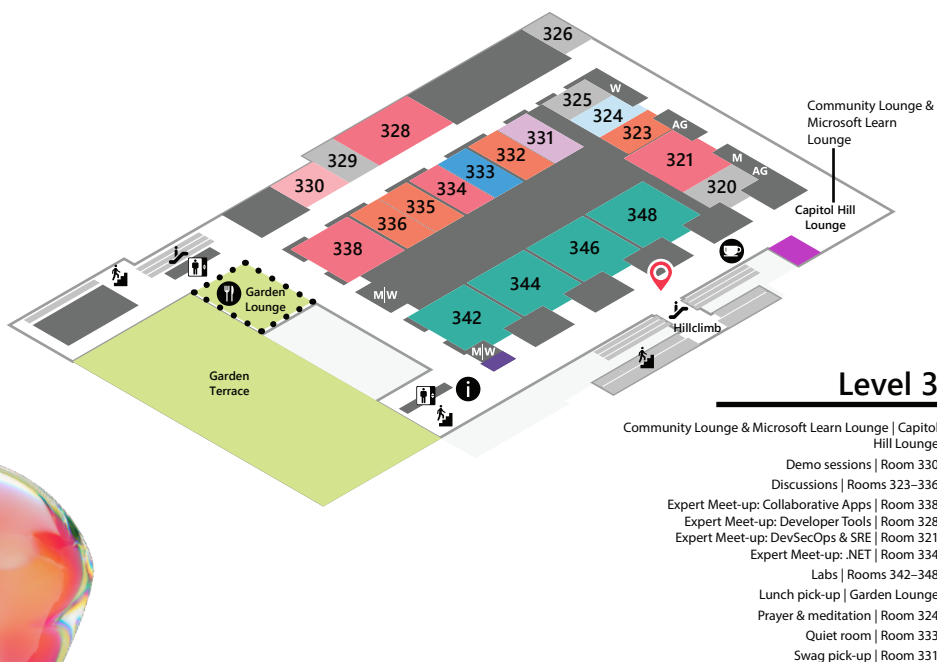 326
W
325
324
AG
323
328
331
332
329
333
321
M
AG
320
330
334
335
336
348
338
346
344
342
M|W
M|W
Community Lounge &
Microsoft Learn
Lounge
Capitol Hill
Lounge
Garden
Lounge
Hillclimb
Garden
Terrace
i
Level 3
Community Lounge & Microsoft Learn Lounge | Capitol
Hill Lounge
Demo sessions | Room 330
Discussions | Rooms 323–336
Expert Meet-up: Collaborative Apps | Room 338
Expert Meet-up: Developer Tools | Room 328
Expert Meet-up: DevSecOps & SRE | Room 321
Expert Meet-up: .NET | Room 334
Labs | Rooms 342–348
Lunch pick-up | Garden Lounge
Prayer & meditation | Room 324
Quiet room | Room 333
Swag pick-up | Room 331